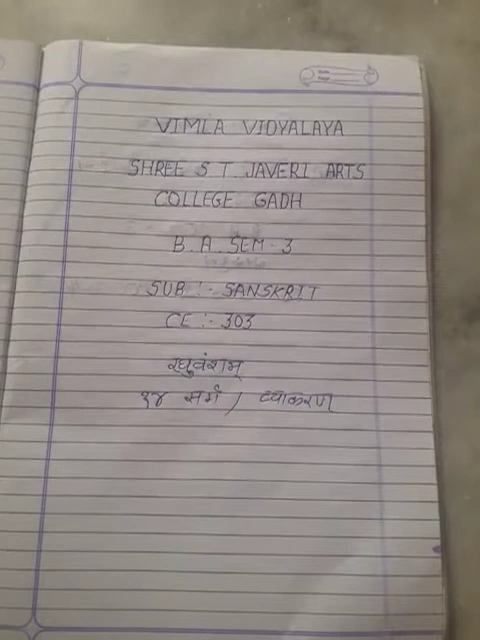 VIMLA VIDYALAYA
SHREE S T JAVERI ARTS
COLLEGE GADH
B. A. SEM - 3
SUB :- SANSKRIT
CE :- 303
रघुवंशम्
१४ सर्ग / व्याकरण